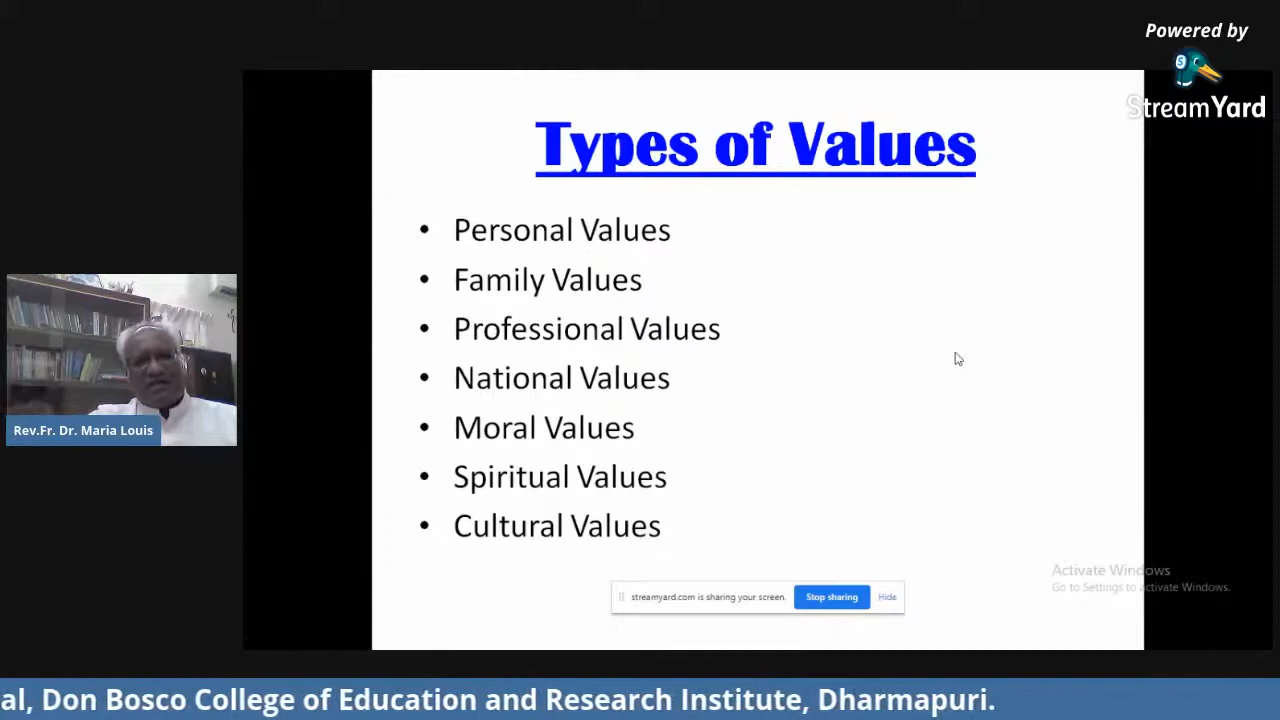 Powered by
StreamYard
Types of Values
• Personal Values
• Family Values
• Professional Values
• National Values
• Moral Values
• Spiritual Values
• Cultural Values
Rev.Fr. Dr. Maria Louis
Activate Windows
Go to Settings to activate Windows.
streamyard.com is sharing your screen. Stop sharing Hide
al, Don Bosco College of Education and Research Institute, Dharmapuri.